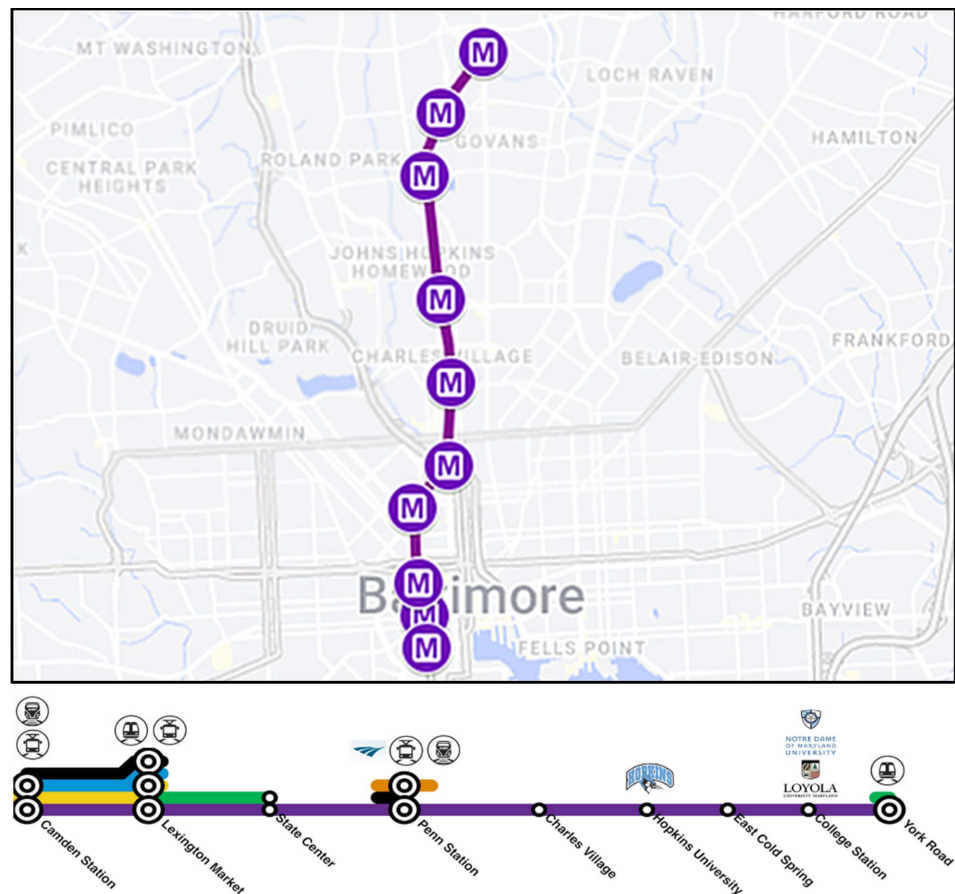 HARFORD ROAD
MT WASHINGTON
LOCH RAVEN
PIMLICO
GOVANS
HAMILTON
CENTRAL PARK
HEIGHTS
ROLAND PARK
K
JOHNS HOPKINS
HOMEWOOD
DRUID
HILL PARK
CHARLES VILLAGE
BELAIR-EDISON
FRANKFORD
MONDAWMIN
Baltimore
BAYVIEW
FELLS POINT
M
M
M
M
M
M
M
M
M
M
NOTRE DAME
OF MARYLAND
UNIVERSITY
HOPKINS
LOYOLA
UNIVERSITY MARYLAND
Camden Station
Lexington Market
State Center
Penn Station
Charles Village
Hopkins University
East Cold Spring
College Station
York Road